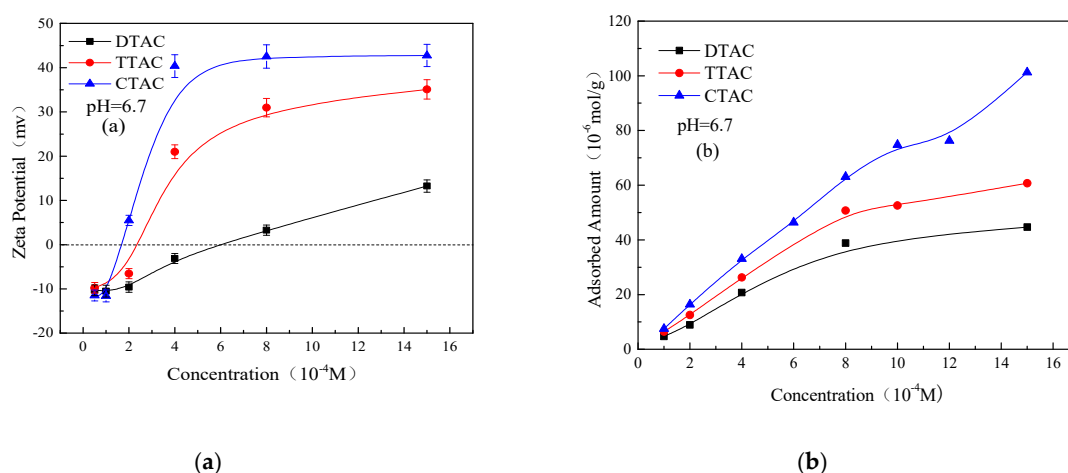 50
40
30
20
10
0
-10
-20
Zeta Potential (mv)
DTAC
TTAC
CTAC
pH=6.7
(a)
0 2 4 6 8 10 12 14 16
Concentration (10⁻⁴M)
120
100
80
60
40
20
0
Adsorbed Amount (10⁻⁶mol/g)
DTAC
TTAC
CTAC
pH=6.7
(b)
0 2 4 6 8 10 12 14 16
Concentration (10⁻⁴M)
(a) (b)